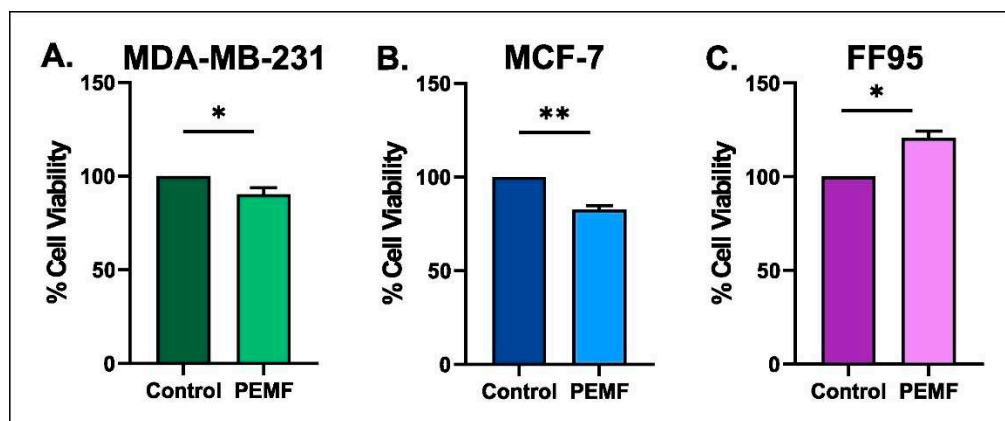 A. MDA-MB-231
150
*
100
% Cell Viability
50
0
Control PEMF
B. MCF-7
150
**
100
% Cell Viability
50
0
Control PEMF
C. FF95
150
*
100
% Cell Viability
50
0
Control PEMF